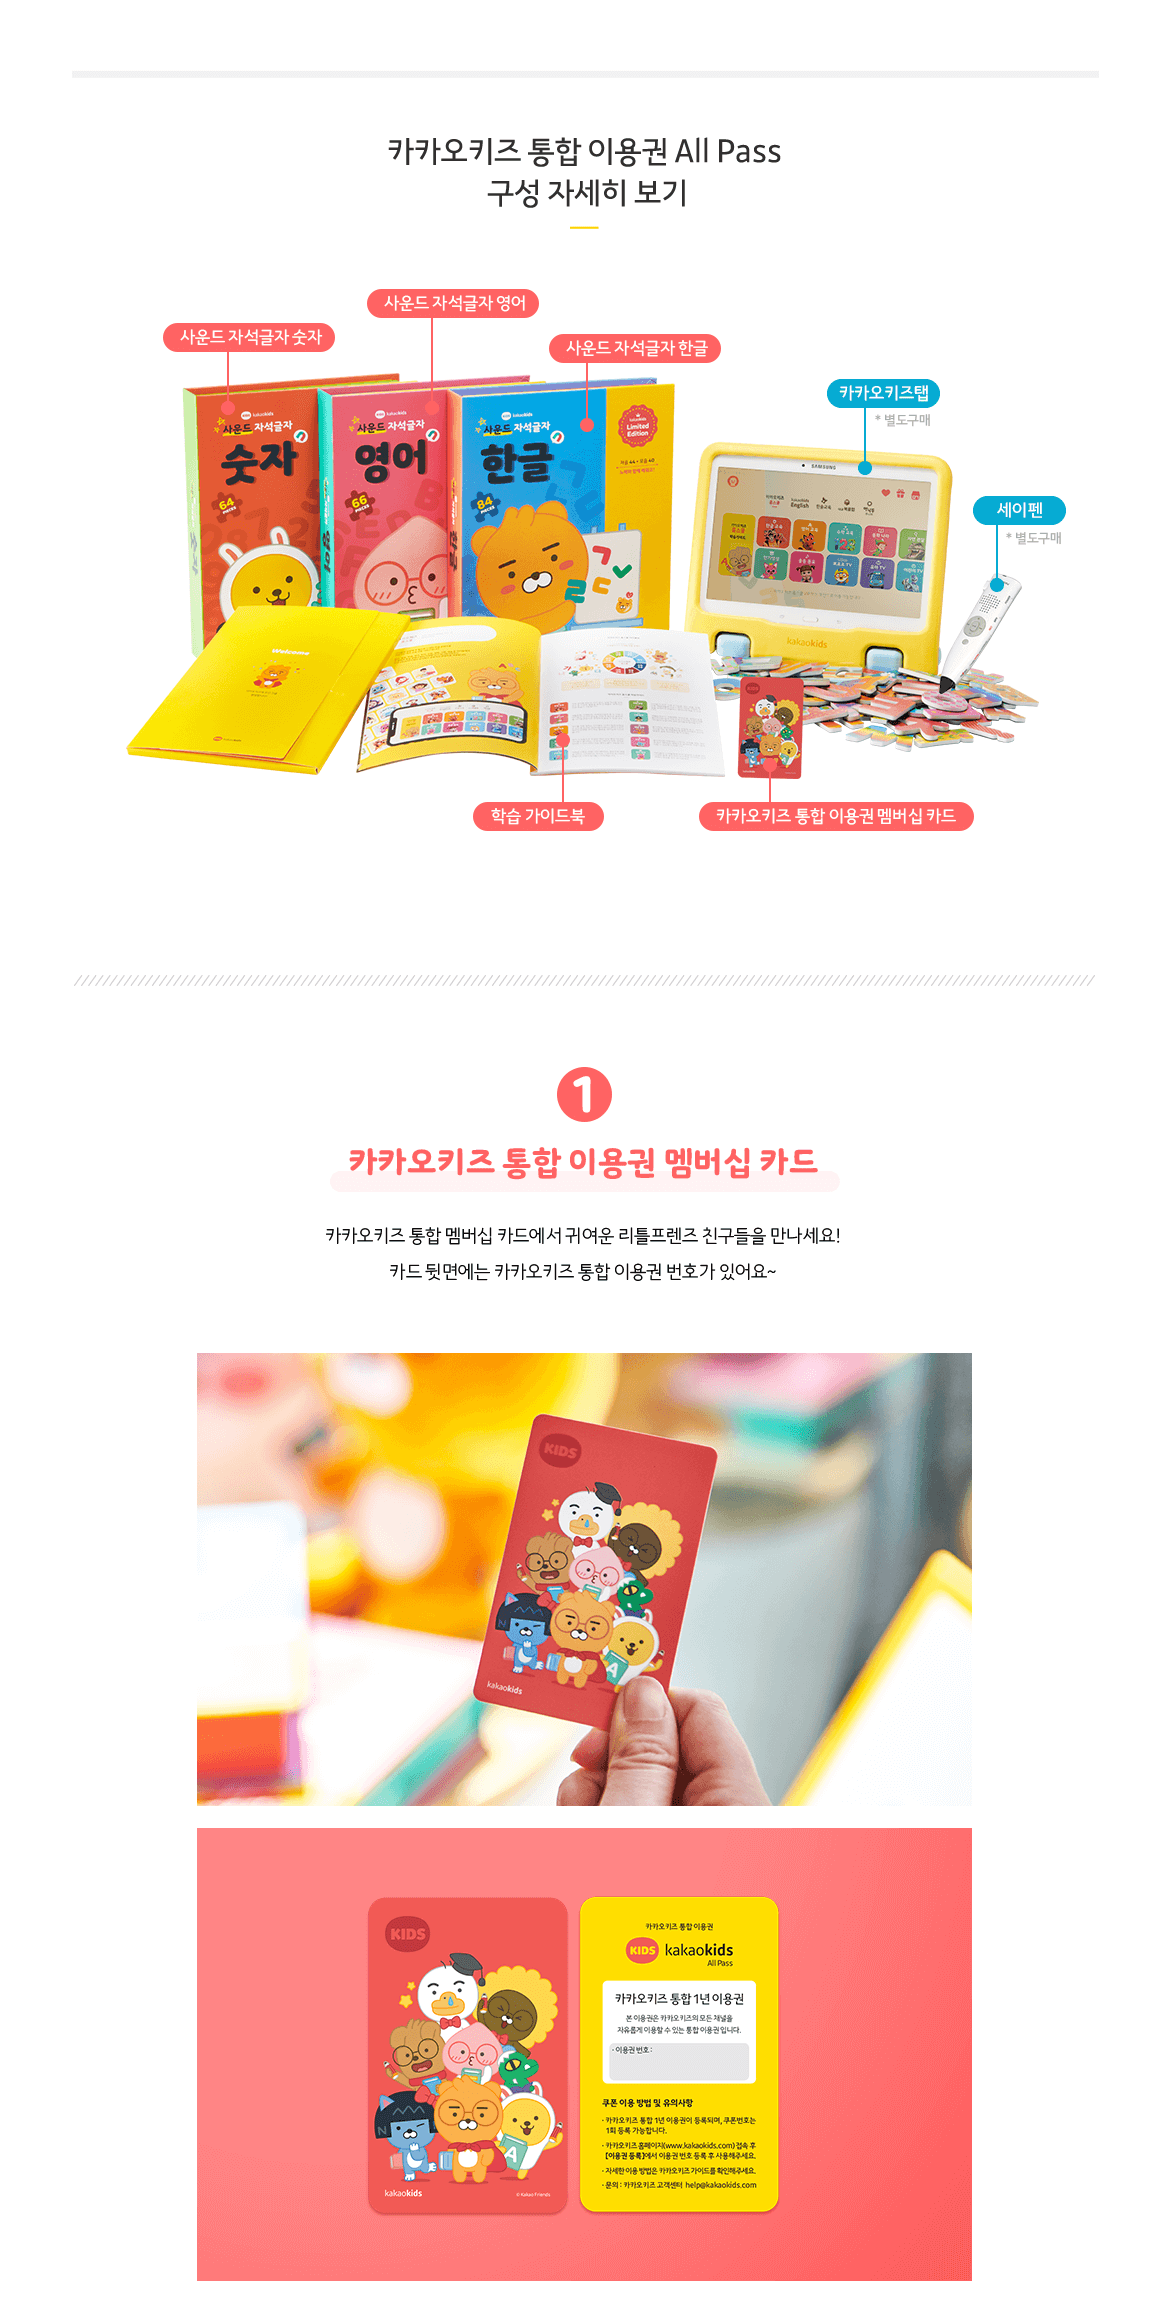 카카오키즈 통합 이용권 All Pass
구성 자세히 보기
사운드 자석글자 영어
사운드 자석글자 숫자
사운드 자석글자 한글
카카오키즈탭
* 별도구매
세이펜
* 별도구매
kakaokids
사운드 자석글자
숫자
64
PIECES
kakaokids
사운드 자석글자
영어
66
PIECES
kakaokids
사운드 자석글자
한글
84
PIECES
Limited
Edition
SAMSUNG
kakaokids
English
kakaokids
Welcome
학습 가이드북
카카오키즈 통합 이용권 멤버십 카드
1
카카오키즈 통합 이용권 멤버십 카드
카카오키즈 통합 멤버십 카드에서 귀여운 리틀프렌즈 친구들을 만나세요!
카드 뒷면에는 카카오키즈 통합 이용권 번호가 있어요~
KIDS
N
A
kakaokids
KIDS
N
A
kakaokids
© Kakao Friends
카카오키즈 통합 이용권
KIDS kakaokids
All Pass
카카오키즈 통합 1년 이용권
본 이용권은 카카오키즈의 모든 채널을
자유롭게 이용할 수 있는 통합 이용권 입니다.
· 이용권 번호 :
쿠폰 이용 방법 및 유의사항
· 카카오키즈 통합 1년 이용권이 등록되며, 쿠폰번호는
1회 등록 가능합니다.
· 카카오키즈 홈페이지(www.kakaokids.com) 접속 후
[이용권 등록]에서 이용권 번호 등록 후 사용해주세요.
· 자세한 이용 방법은 카카오키즈 가이드를 확인해주세요.
· 문의 : 카카오키즈 고객센터 help@kakaokids.com